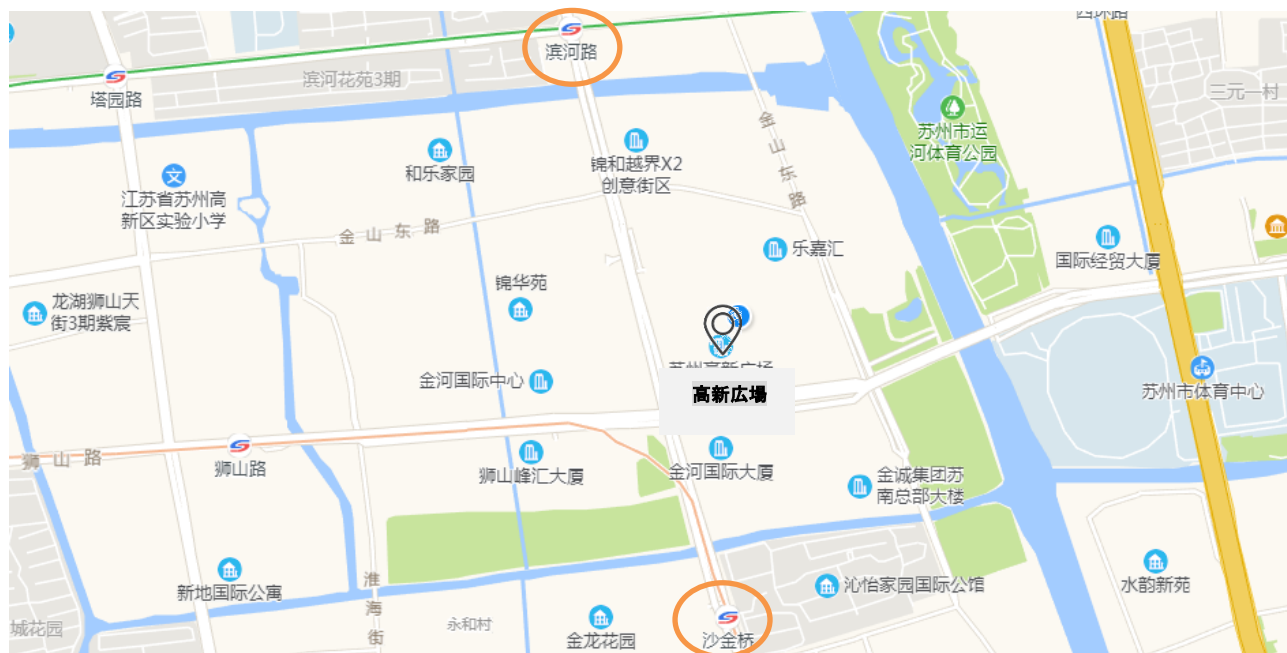 西环路
滨河路
滨河花苑3期
塔园路
三元一村
金山东路
苏州市运
河体育公园
锦和越界X2
创意街区
和乐家园
江苏省苏州高
新区实验小学
金山东路
乐嘉汇
国际经贸大厦
锦华苑
龙湖狮山天
街3期紫宸
苏州高新广场
高新広場
金河国际中心
苏州市体育中心
狮山路
狮山路
狮山峰汇大厦
金河国际大厦
金诚集团苏
南总部大楼
新地国际公寓
淮海街
沁怡家园国际公馆
水韵新苑
城花园
永和村
金龙花园
沙金桥